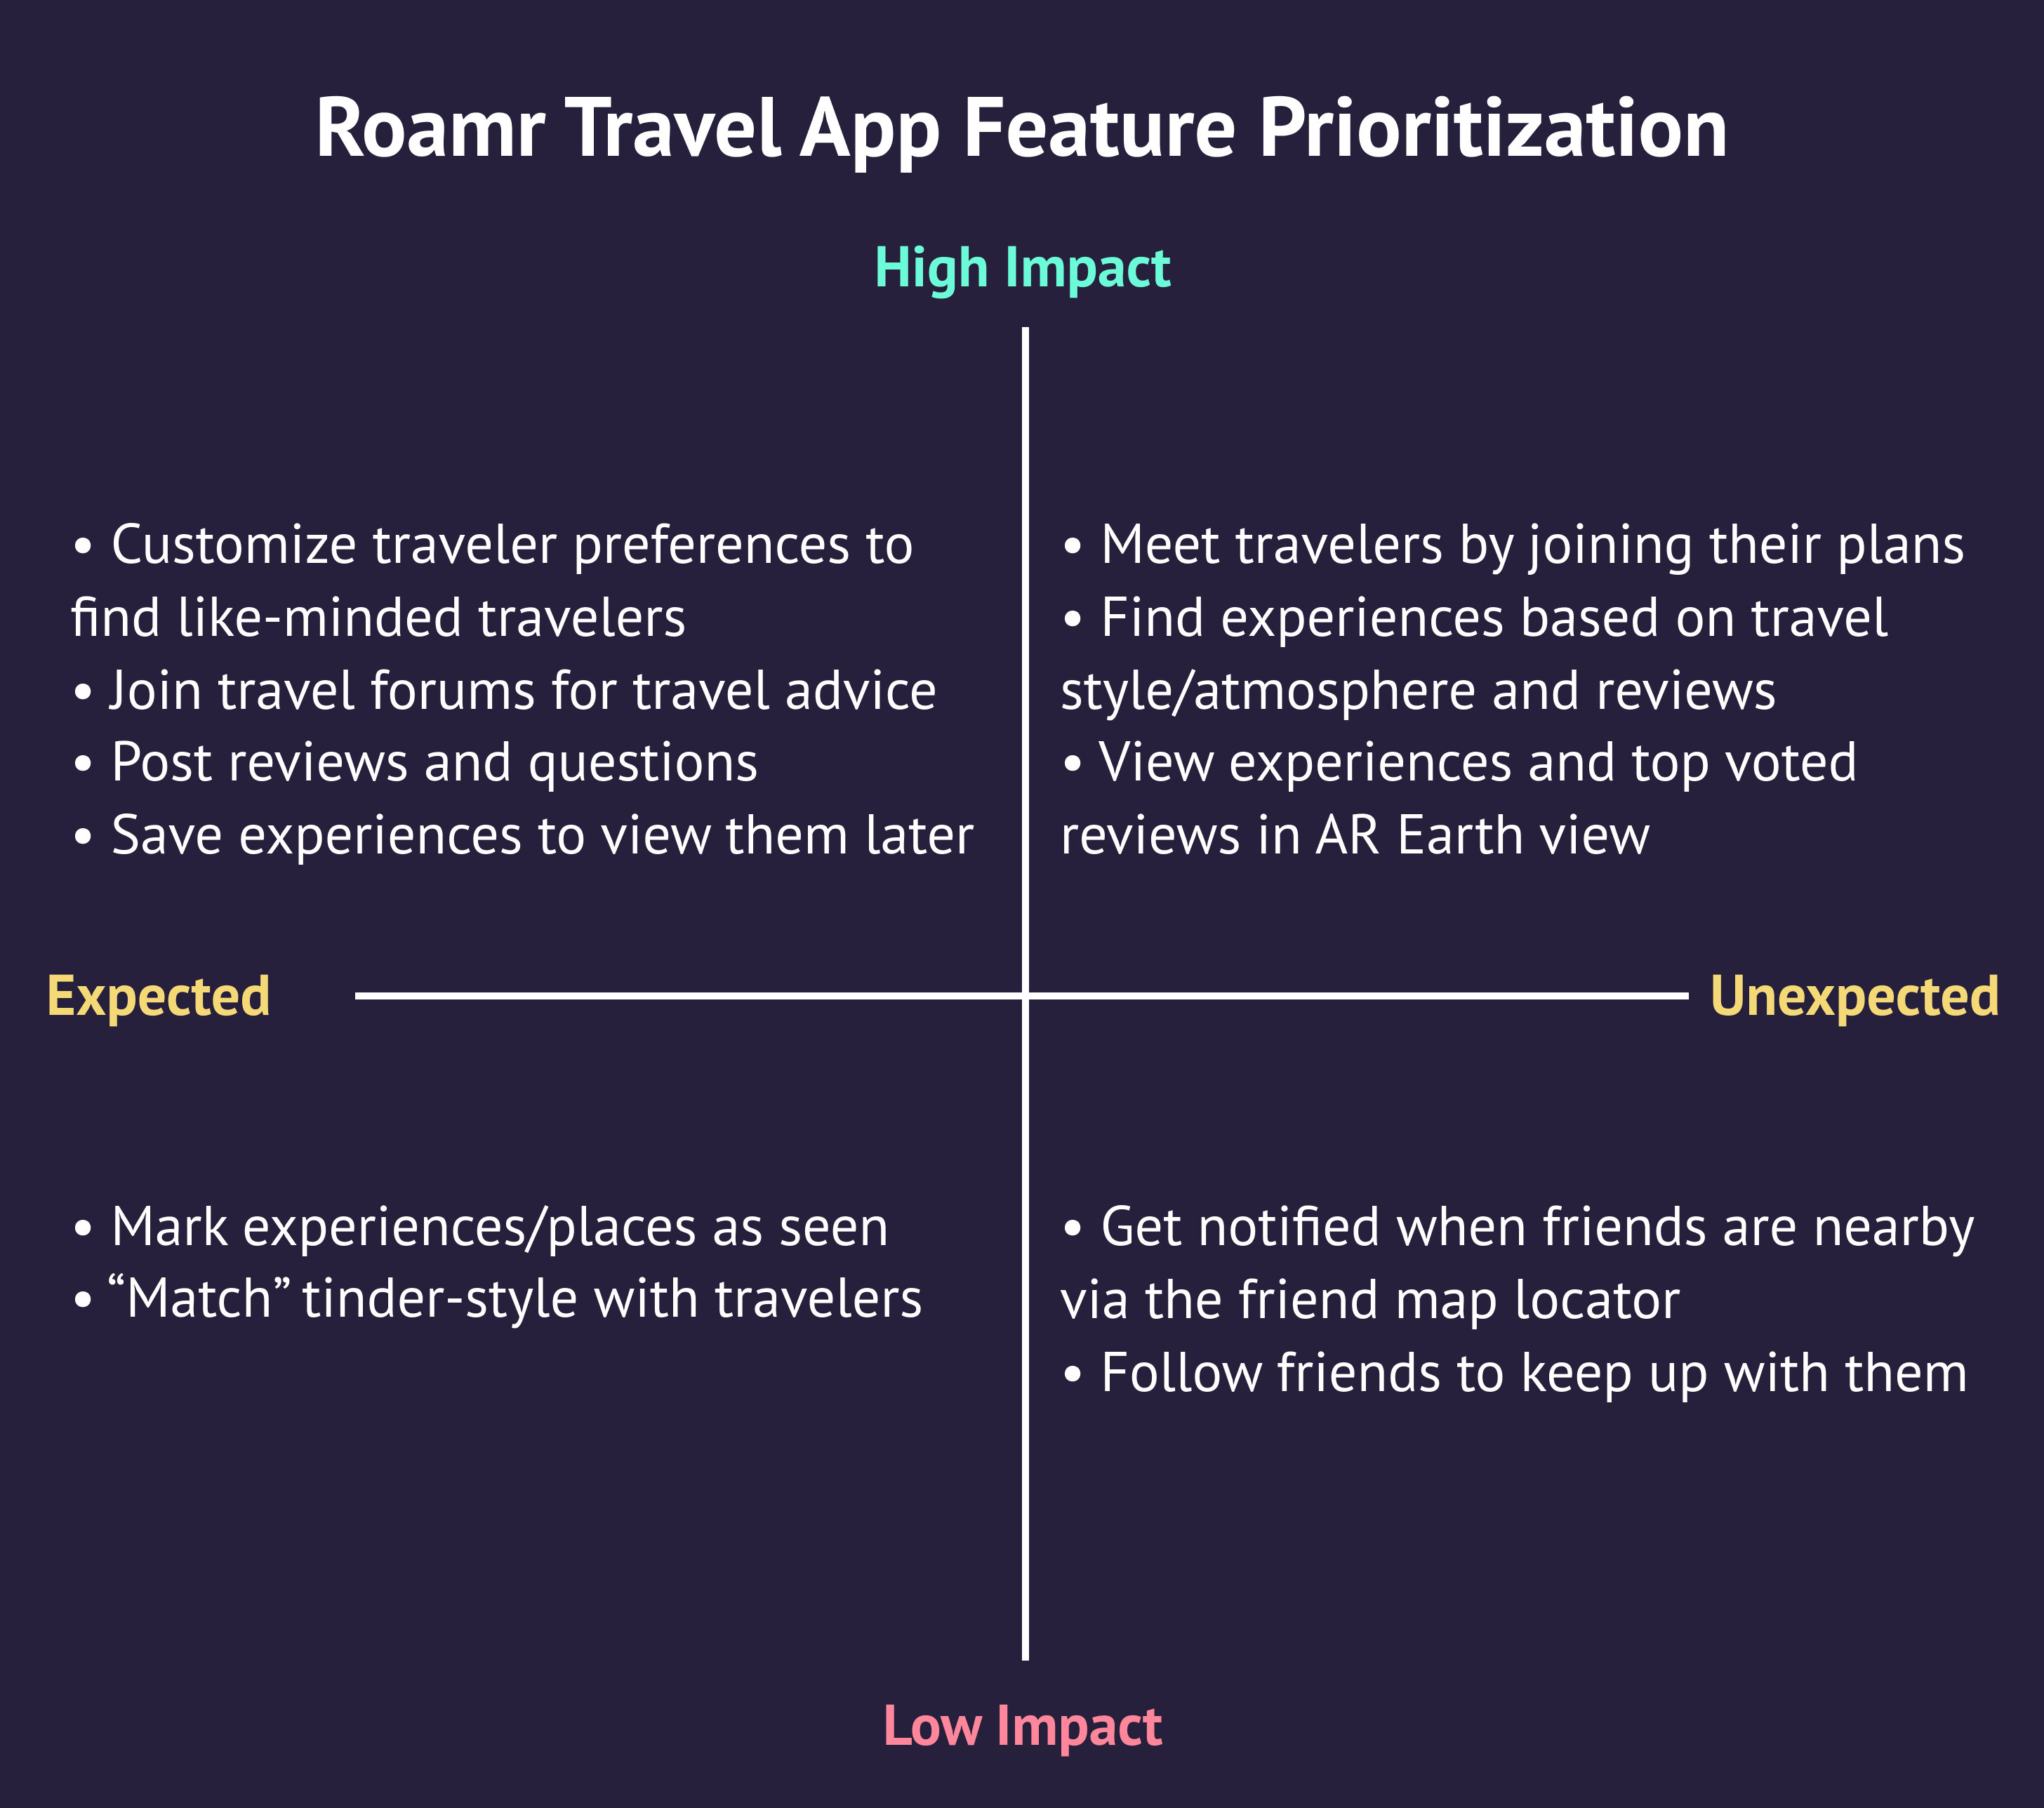 Roamr Travel App Feature Prioritization
High Impact
• Customize traveler preferences to
find like-minded travelers
• Join travel forums for travel advice
• Post reviews and questions
• Save experiences to view them later
• Meet travelers by joining their plans
• Find experiences based on travel
style/atmosphere and reviews
• View experiences and top voted
reviews in AR Earth view
Expected
Unexpected
• Mark experiences/places as seen
• “Match” tinder-style with travelers
• Get notified when friends are nearby
via the friend map locator
• Follow friends to keep up with them
Low Impact